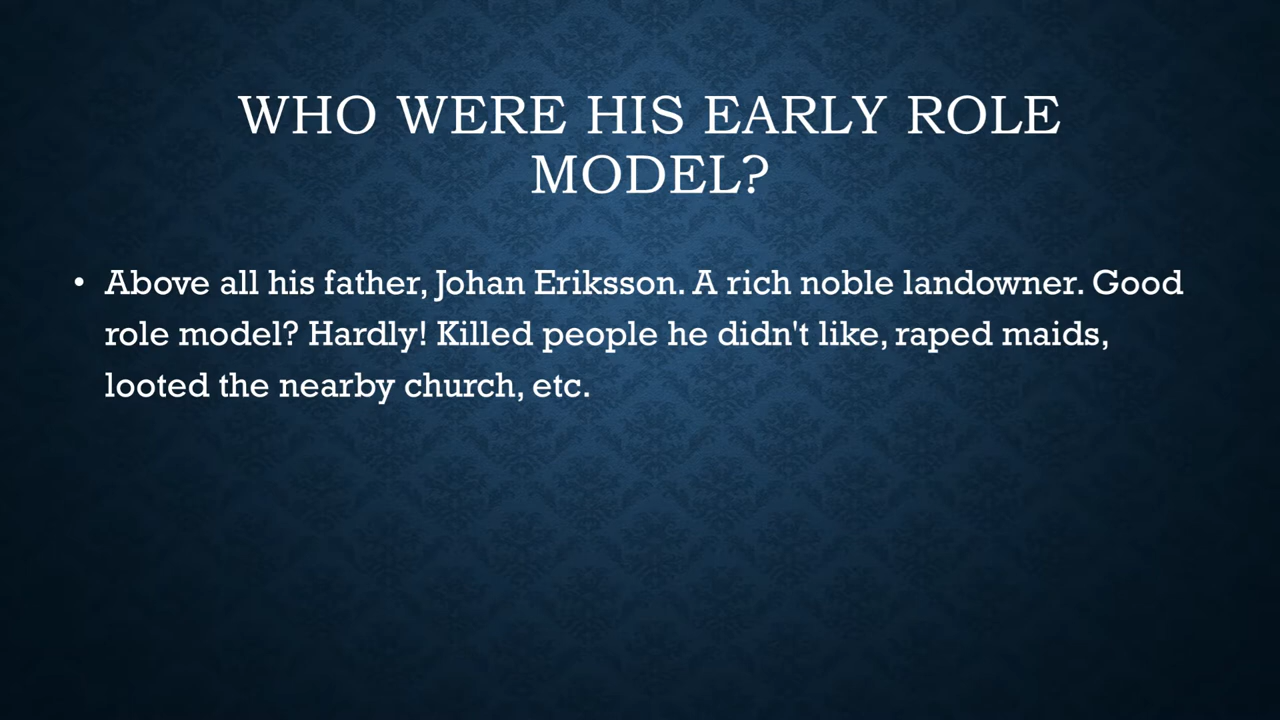 WHO WERE HIS EARLY ROLE
MODEL?
• Above all his father, Johan Eriksson. A rich noble landowner. Good
role model? Hardly! Killed people he didn't like, raped maids,
looted the nearby church, etc.